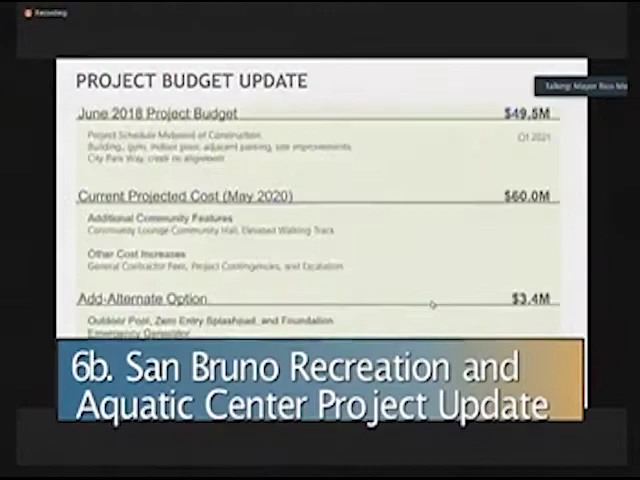 Recording
PROJECT BUDGET UPDATE
Talking: Mayor Rico Me
June 2018 Project Budget $49.5M
Project Schedule Midpoint of Construction Q1 2021
Building, gym, indoor pool, adjacent parking, site improvements
City Park Way, creek re alignment
Current Projected Cost (May 2020) $60.0M
Additional Community Features
Community Lounge Community Hall, Elevated Walking Track
Other Cost Increases
General Contractor Fees, Project Contingencies, and Escalation
Add-Alternate Option $3.4M
Outdoor Pool, Zero Entry Splashpad, and Foundation
Emergency Generator
6b. San Bruno Recreation and
Aquatic Center Project Update